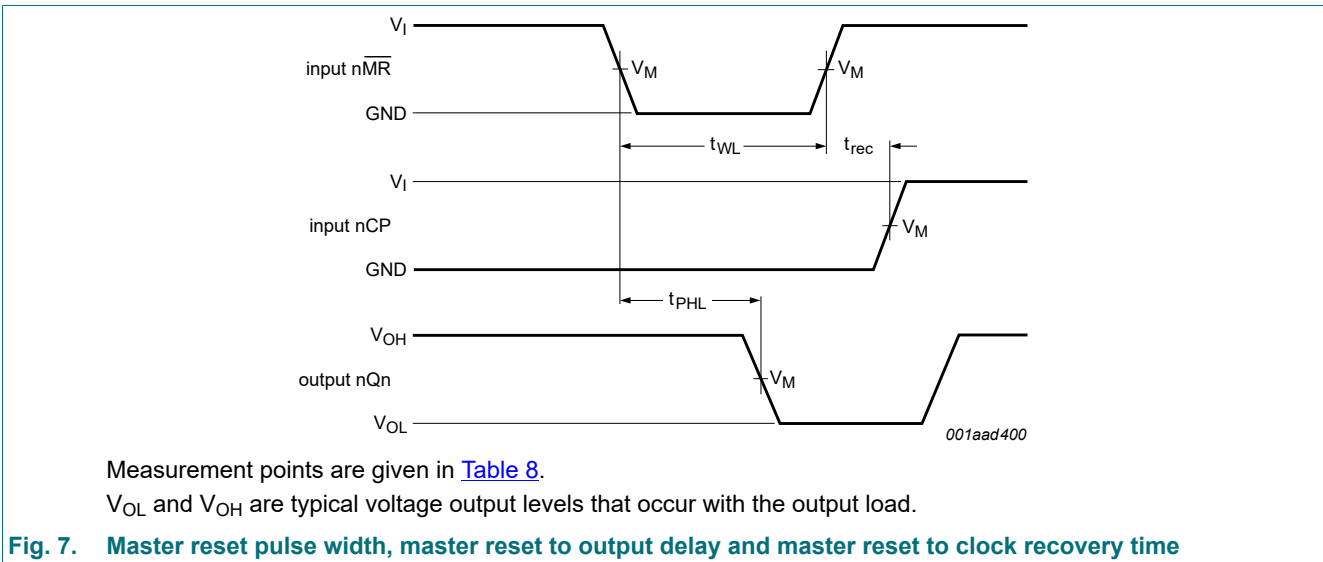 V_I
input nM̅R̅
V_M
V_M
GND
t_WL
t_rec
V_I
input nCP
V_M
GND
t_PHL
V_OH
output nQn
V_M
V_OL
001aad400
Measurement points are given in Table 8.
V_OL and V_OH are typical voltage output levels that occur with the output load.
Fig. 7. Master reset pulse width, master reset to output delay and master reset to clock recovery time